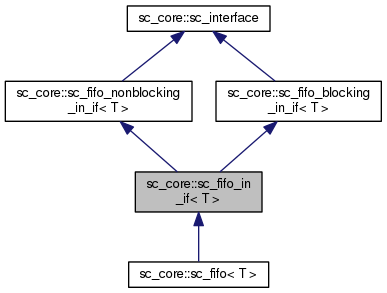 sc_core::sc_interface
sc_core::sc_fifo_nonblocking
_in_if< T >
sc_core::sc_fifo_blocking
_in_if< T >
sc_core::sc_fifo_in
_if< T >
sc_core::sc_fifo< T >